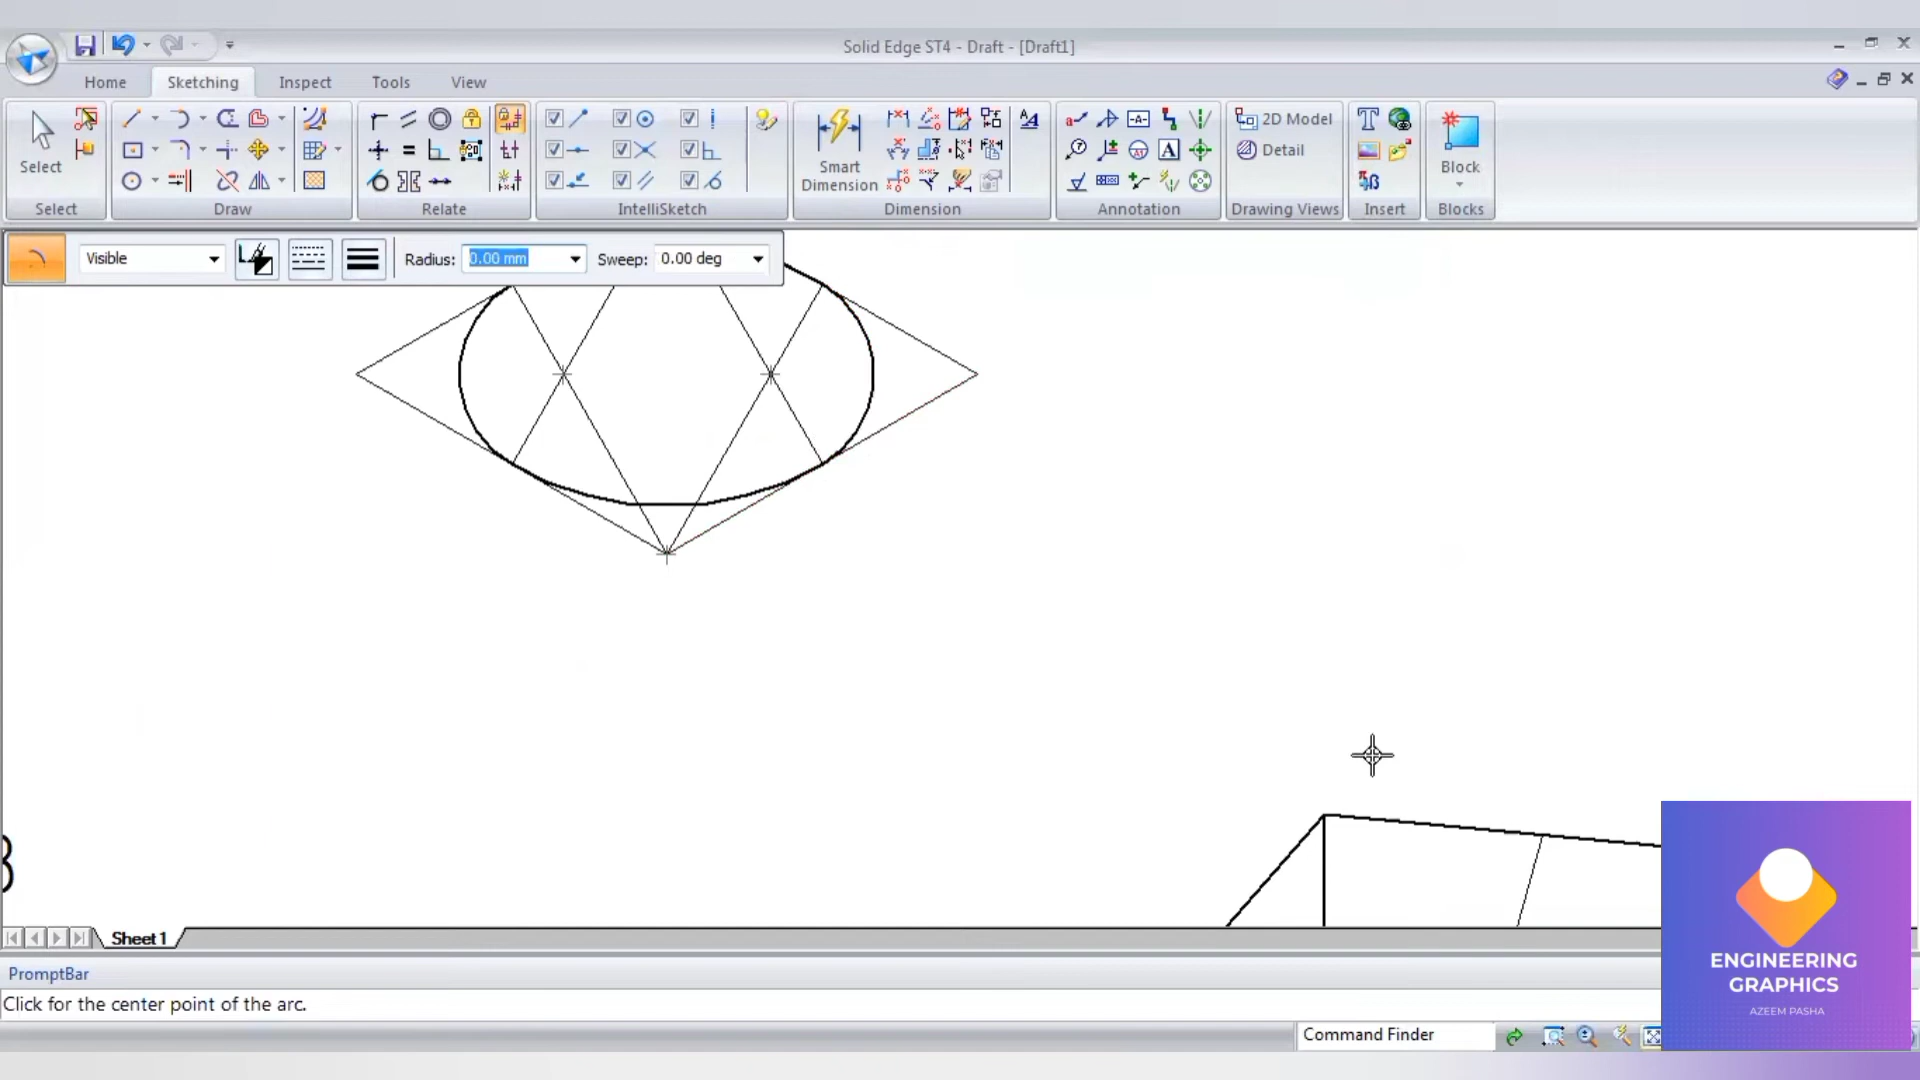 Solid Edge ST4 - Draft - [Draft1]
Home Sketching Inspect Tools View
Select
Smart
Dimension
2D Model
Detail
Block
Select Draw Relate IntelliSketch Dimension Annotation Drawing Views Insert Blocks
Visible Radius: 0.00 mm Sweep: 0.00 deg
Sheet1
PromptBar
Click for the center point of the arc.
Command Finder
ENGINEERING
GRAPHICS
AZEEM PASHA